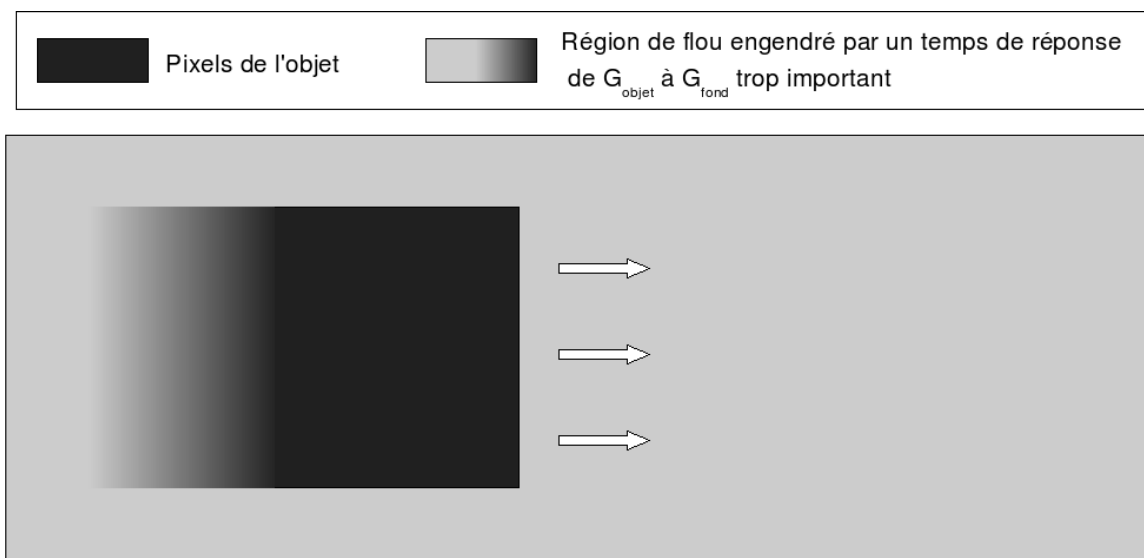 Pixels de l'objet
Région de flou engendré par un temps de réponse
de G_objet à G_fond trop important